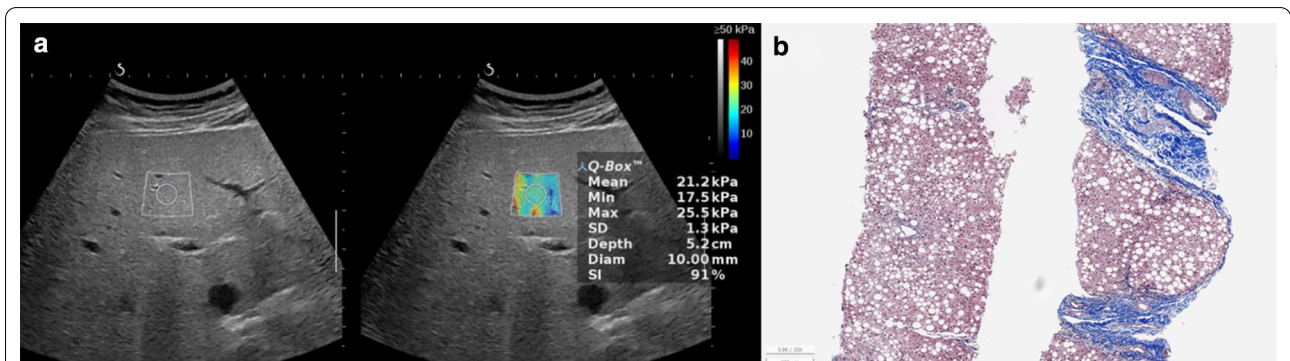 a
≥50 kPa
40
30
20
10
Q-Box™
Mean 21.2 kPa
Min 17.5 kPa
Max 25.5 kPa
SD 1.3 kPa
Depth 5.2 cm
Diam 10.00 mm
SI 91 %
b